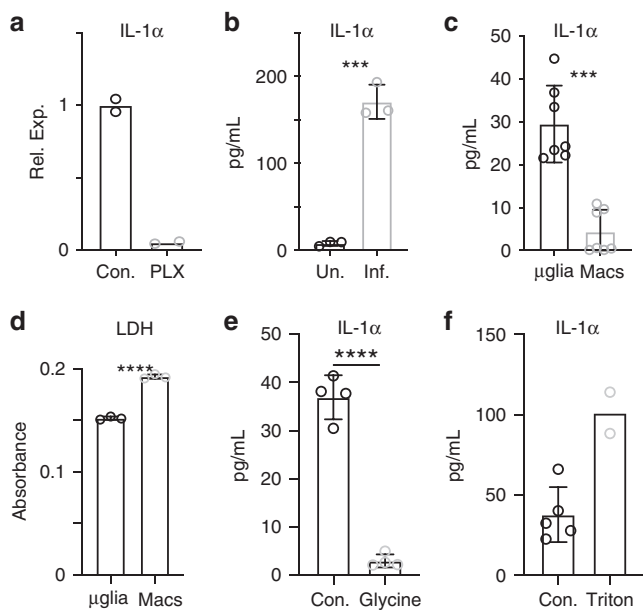 a
IL-1α
Rel. Exp.
1
0
Con. PLX
b
IL-1α
***
pg/mL
200
100
0
Un. Inf.
c
IL-1α
***
pg/mL
50
40
30
20
10
0
μglia Macs
d
LDH
****
Absorbance
0.2
0.1
0
μglia Macs
e
IL-1α
****
pg/mL
50
40
30
20
10
0
Con. Glycine
f
IL-1α
pg/mL
150
100
50
0
Con. Triton